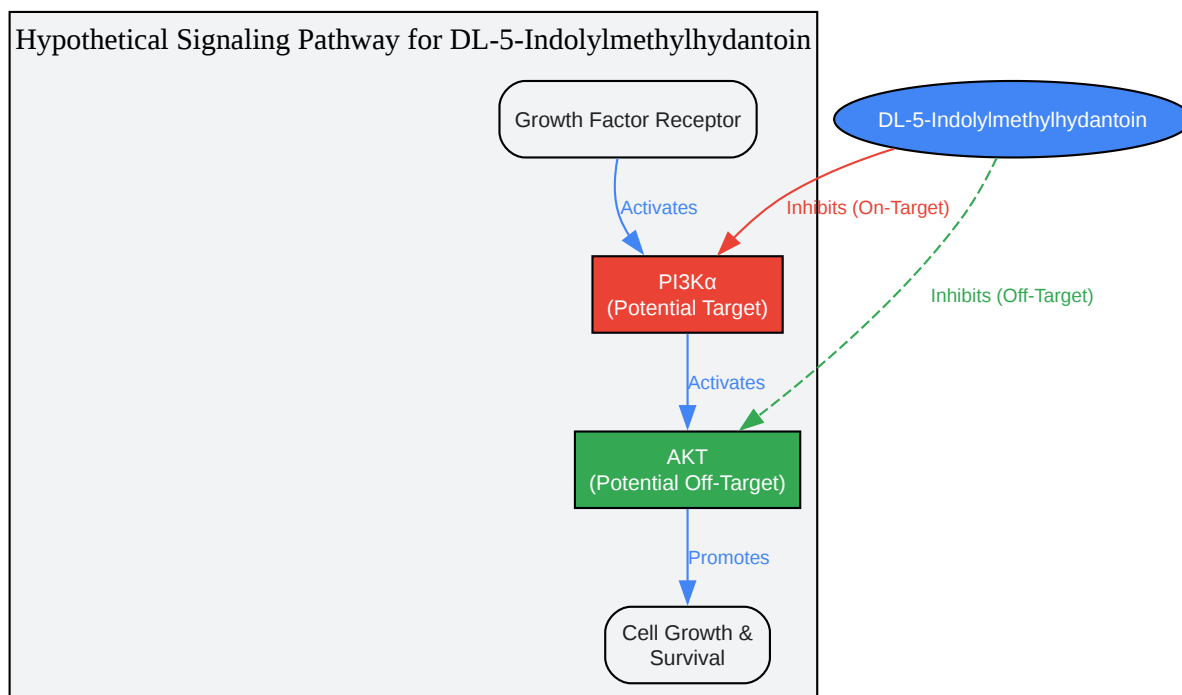 Hypothetical Signaling Pathway for DL-5-Indolylmethylhydantoin
Growth Factor Receptor
DL-5-Indolylmethylhydantoin
Activates
Inhibits (On-Target)
PI3Kα
(Potential Target)
Inhibits (Off-Target)
Activates
AKT
(Potential Off-Target)
Promotes
Cell Growth &
Survival